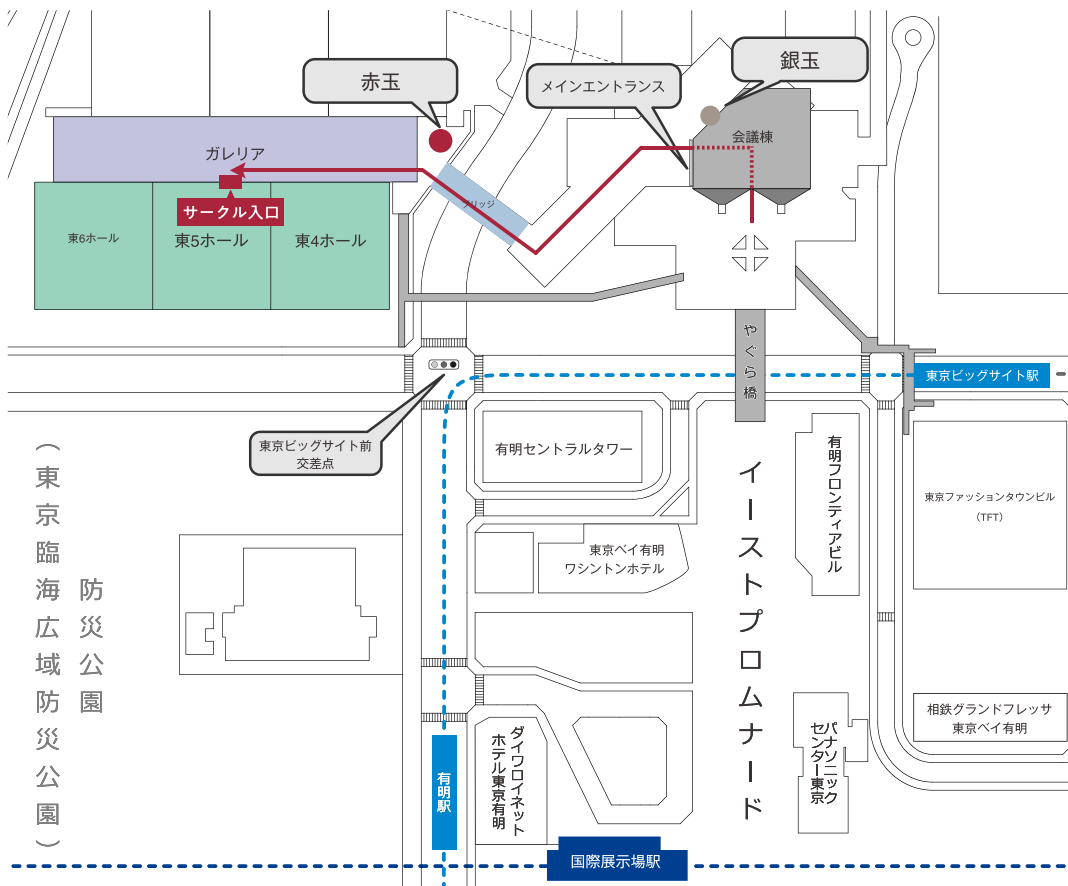 赤玉
メインエントランス
銀玉
会議棟
ガレリア
ブリッジ
サークル入口
東6ホール
東5ホール
東4ホール
やぐら橋
東京ビッグサイト駅
東京ビッグサイト前
交差点
有明セントラルタワー
有明フロンティアビル
東京ファッションタウンビル
（TFT）
東京ベイ有明
ワシントンホテル
イーストプロムナード
防災公園
（東京臨海広域防災公園）
相鉄グランドフレッサ
東京ベイ有明
パナソニック
センター東京
ダイワロイネット
ホテル東京有明
有明駅
国際展示場駅